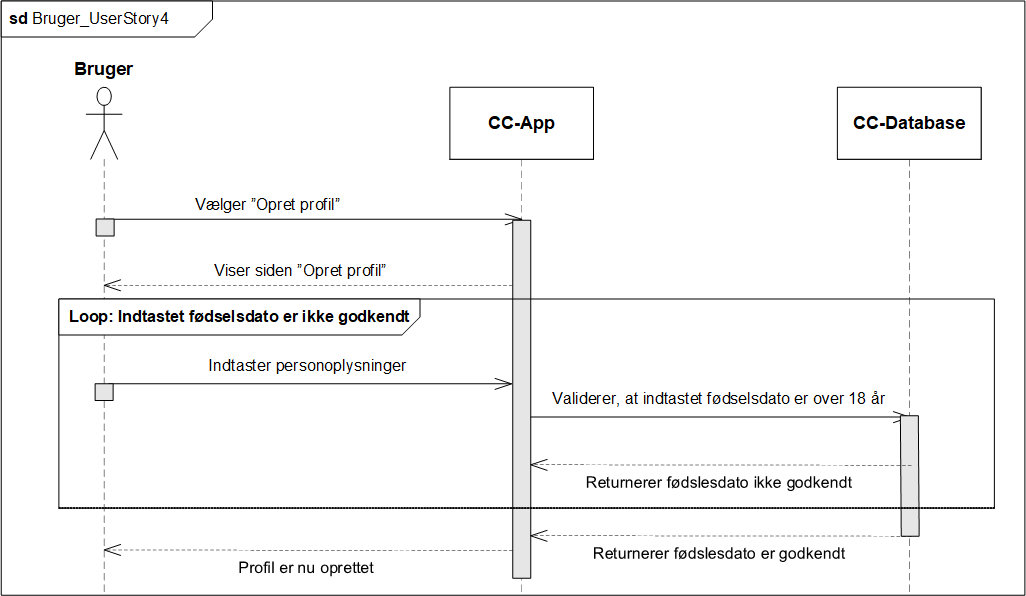 sd Bruger_UserStory4
Bruger
CC-App
CC-Database
Vælger ”Opret profil”
Viser siden ”Opret profil”
Loop: Indtastet fødselsdato er ikke godkendt
Indtaster personoplysninger
Validerer, at indtastet fødselsdato er over 18 år
Returnerer fødslesdato ikke godkendt
Returnerer fødslesdato er godkendt
Profil er nu oprettet